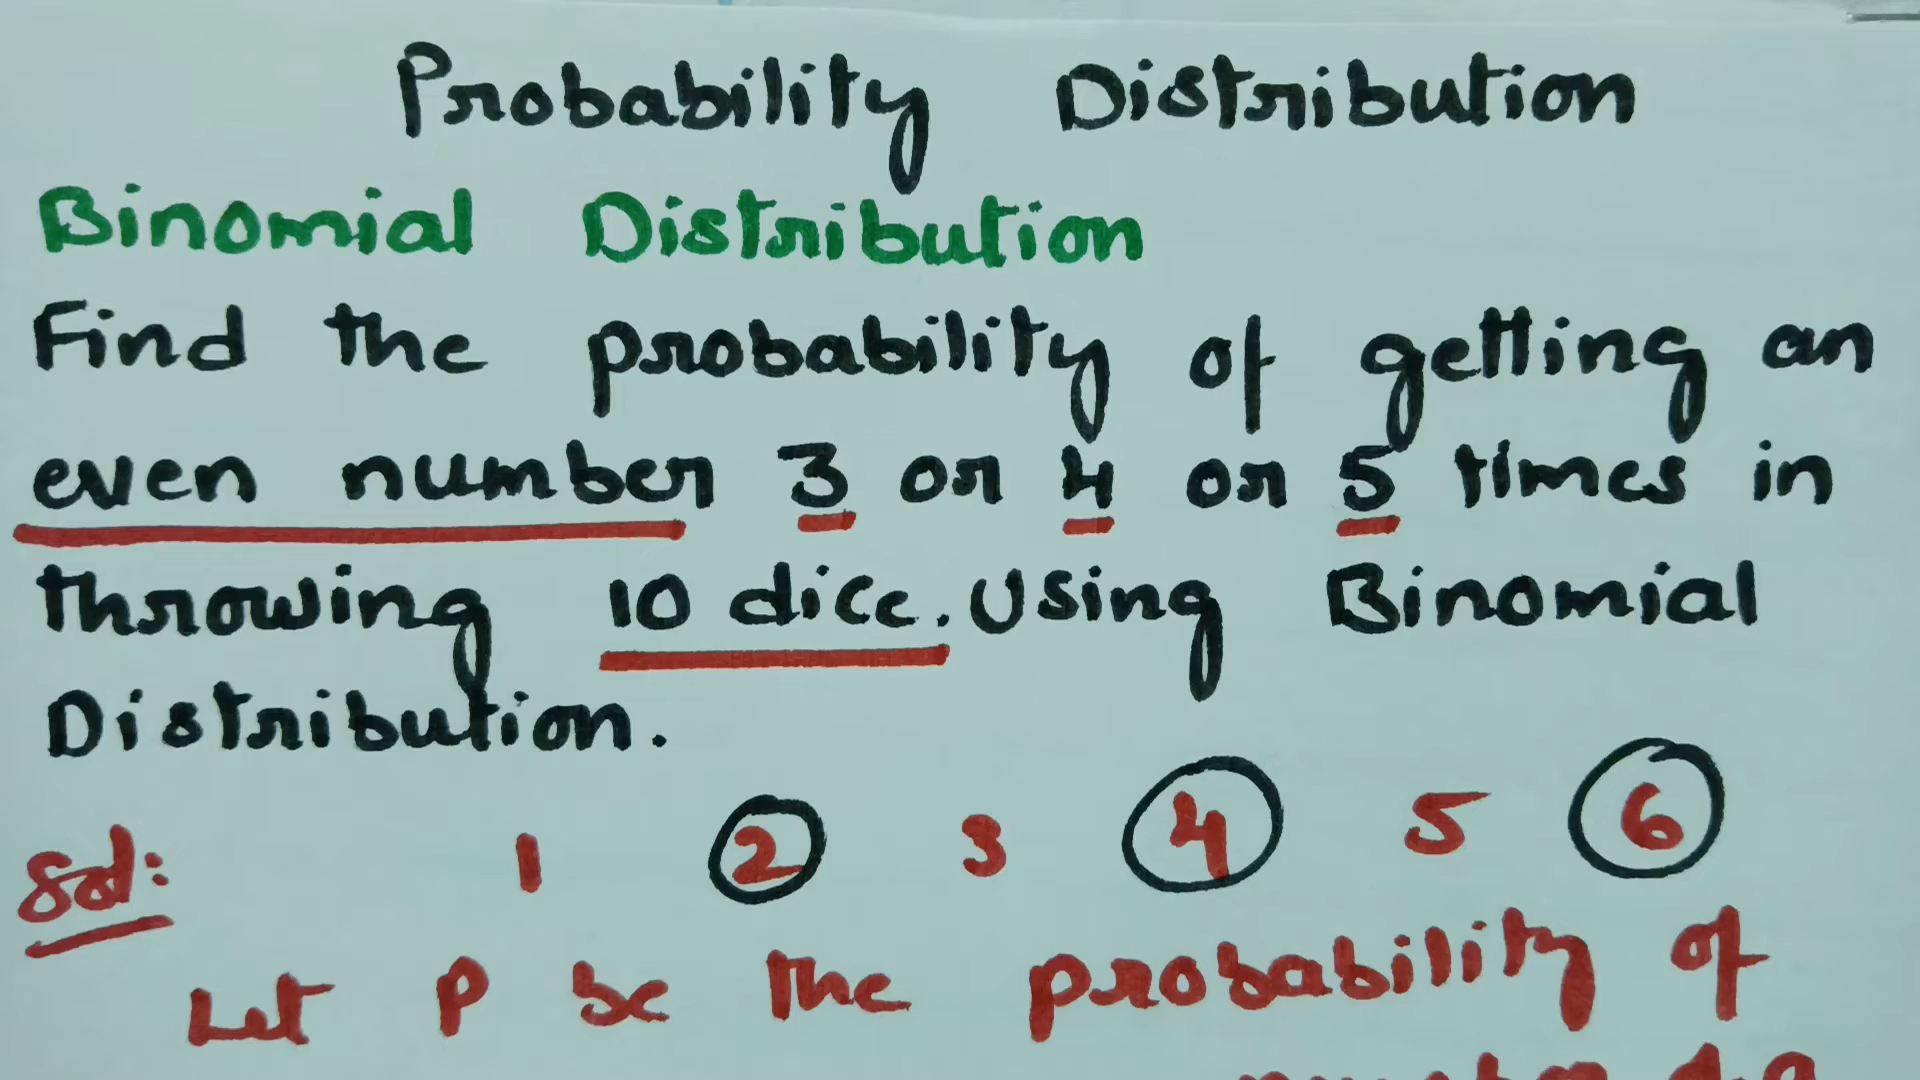 Probability Distribution
Binomial Distribution
Find the probability of getting an
even number 3 or 4 or 5 times in
throwing 10 dice. Using Binomial
Distribution.
Sol: 1 2 3 4 5 6
Let P be the probability of